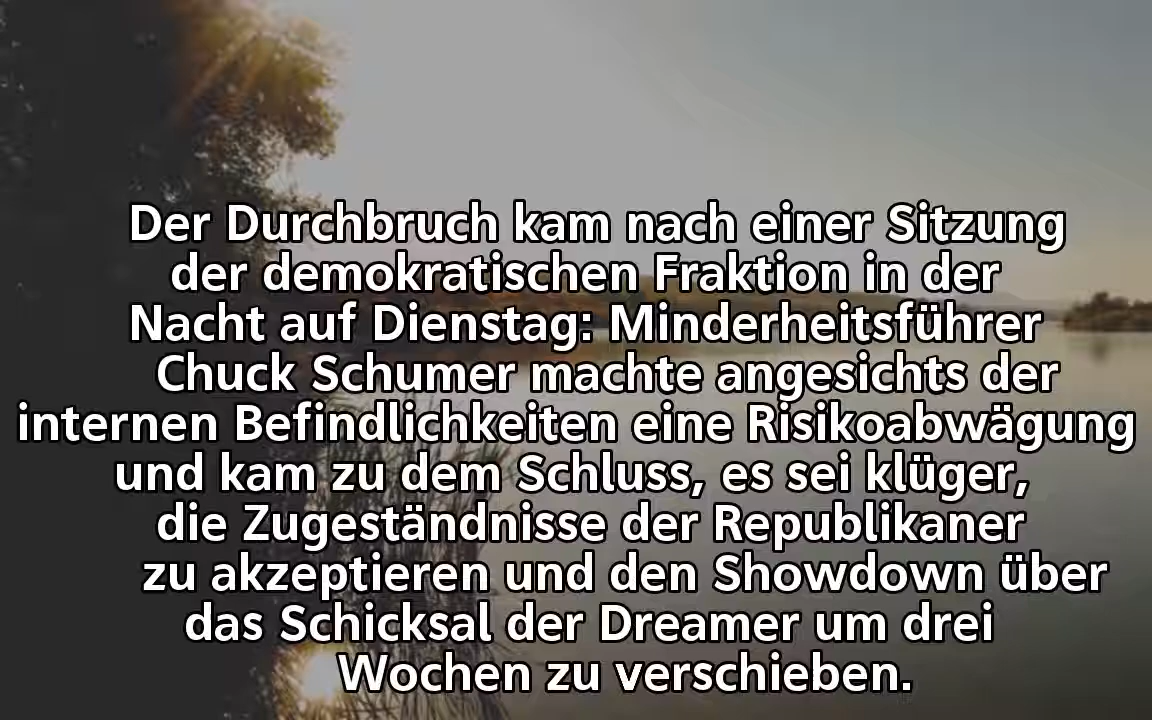 Der Durchbruch kam nach einer Sitzung
der demokratischen Fraktion in der
Nacht auf Dienstag: Minderheitsführer
Chuck Schumer machte angesichts der
internen Befindlichkeiten eine Risikoabwägung
und kam zu dem Schluss, es sei klüger,
die Zugeständnisse der Republikaner
zu akzeptieren und den Showdown über
das Schicksal der Dreamer um drei
Wochen zu verschieben.